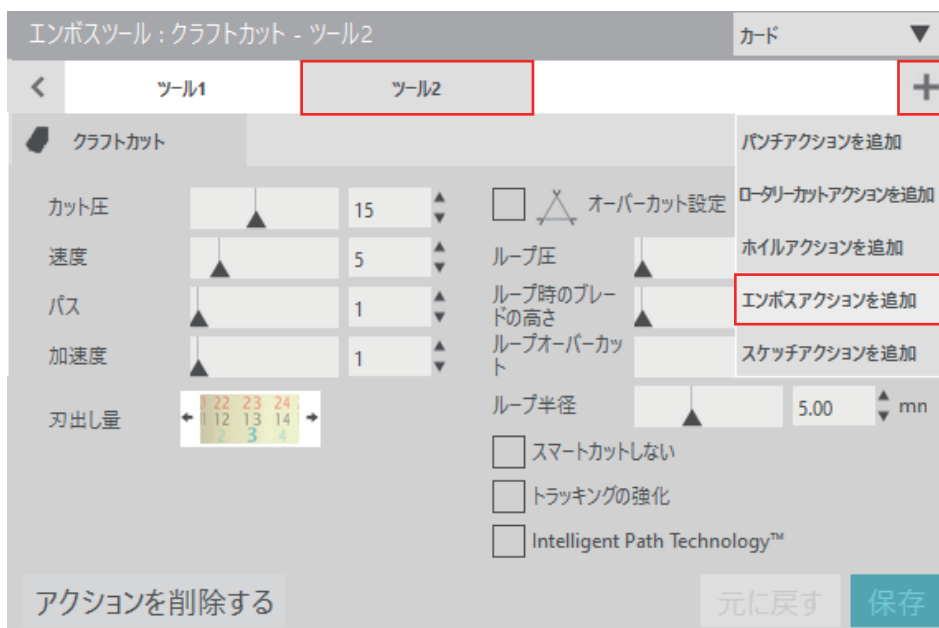 エンボスツール : クラフトカット - ツール2
カード
ツール1
ツール2
クラフトカット
パンチアクションを追加
ロータリーカットアクションを追加
ホイルアクションを追加
エンボスアクションを追加
スケッチアクションを追加
カット圧
15
速度
5
パス
1
加速度
1
刃出し量
1 22 23 24
1 12 13 14
2 3 4
オーバーカット設定
ループ圧
ループ時のブレー
ドの高さ
ループオーバーカッ
ト
ループ半径
5.00
mn
スマートカットしない
トラッキングの強化
Intelligent Path Technology™
アクションを削除する
元に戻す
保存